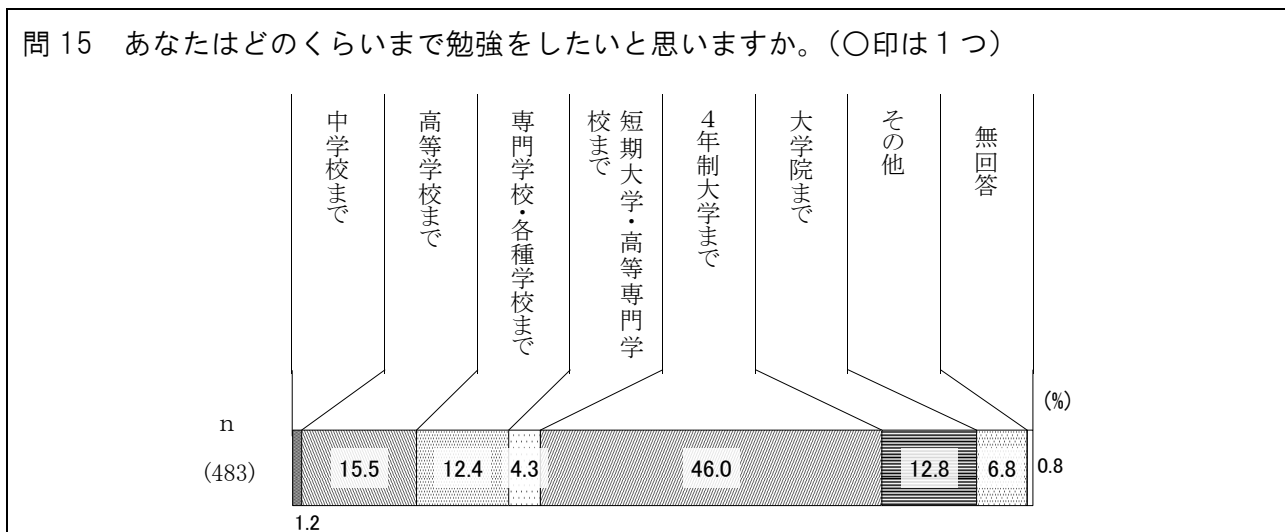 問 15 あなたはどのくらいまで勉強をしたいと思いますか。(〇印は１つ)
中学校まで
高等学校まで
専門学校・各種学校まで
短期大学・高等専門学
校まで
４年制大学まで
大学院まで
その他
無回答
(%)
n
(483)
15.5
12.4
4.3
46.0
12.8
6.8
0.8
1.2